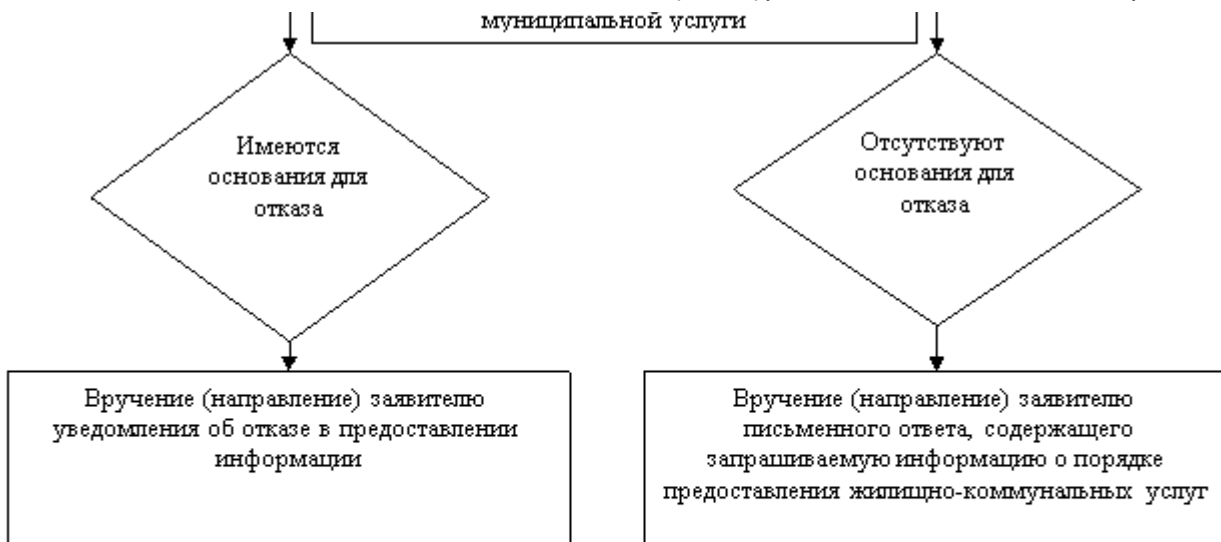 муниципальной услуги
Имеются
основания для
отказа
Отсутствуют
основания для
отказа
Вручение (направление) заявителю
уведомления об отказе в предоставлении
информации
Вручение (направление) заявителю
письменного ответа, содержащего
запрашиваемую информацию о порядке
предоставления жилищно-коммунальных услуг